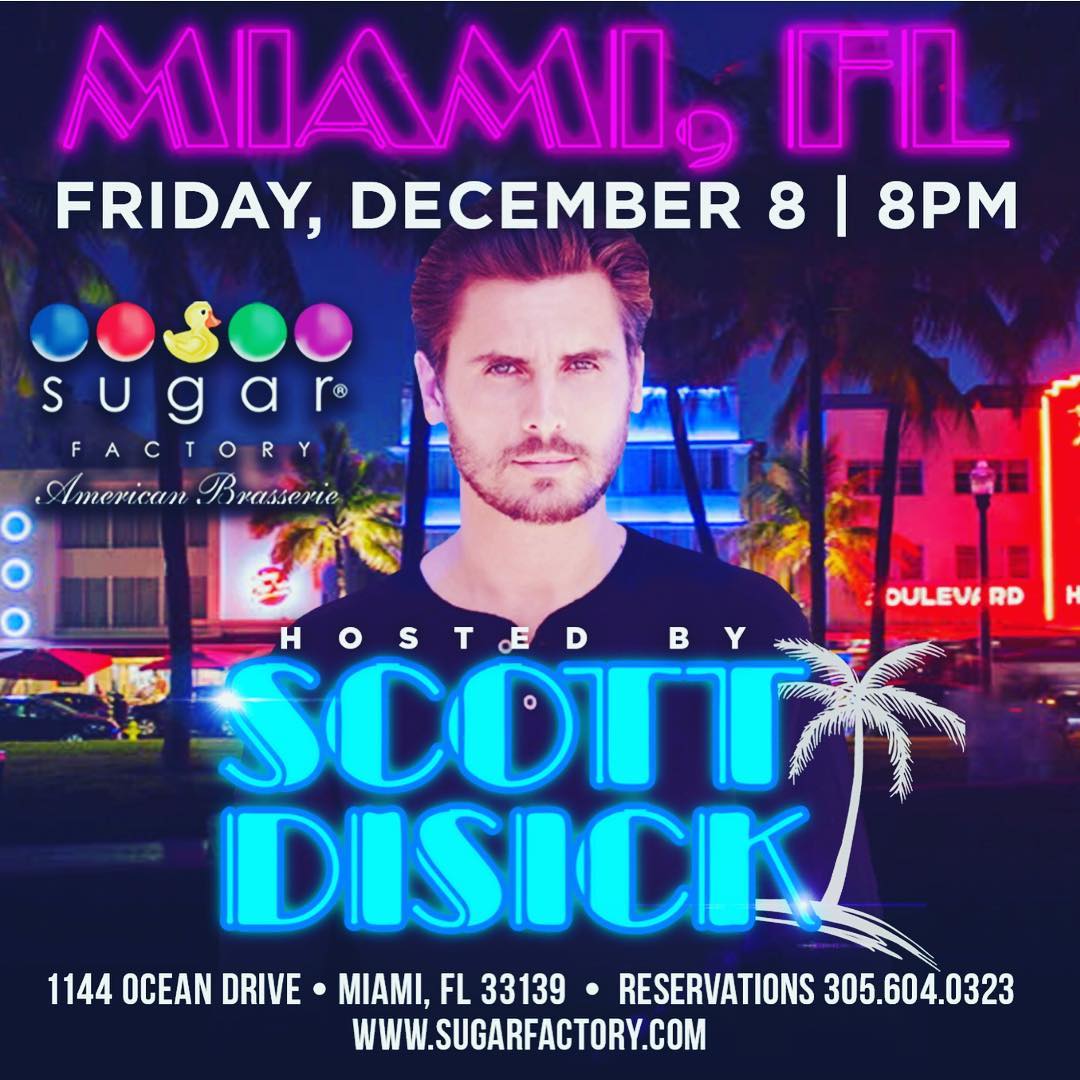 MIAMI, FL
FRIDAY, DECEMBER 8 | 8PM
sugar®
FACTORY
American Brasserie
OULEVARD
H
HOSTED BY
SCOTT
DISICK
1144 OCEAN DRIVE • MIAMI, FL 33139 • RESERVATIONS 305.604.0323
WWW.SUGARFACTORY.COM